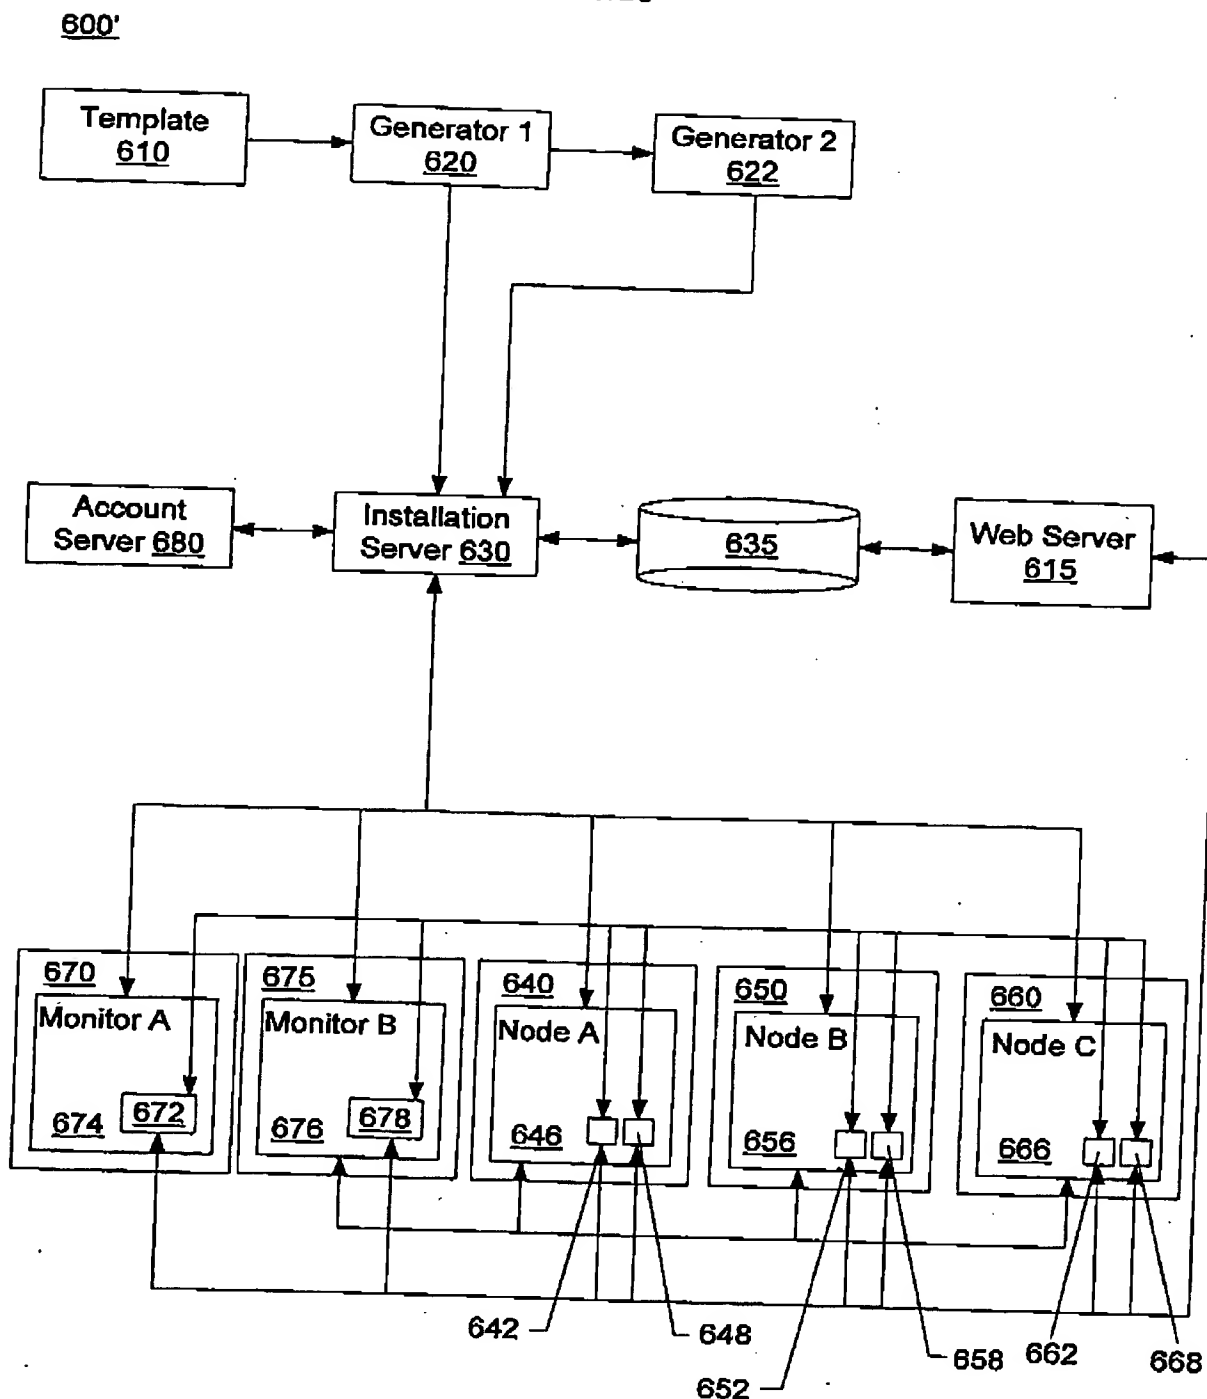 600'
Template
610
Generator 1
620
Generator 2
622
Account
Server 680
Installation
Server 630
635
Web Server
615
670
Monitor A
674
672
675
Monitor B
676
678
640
Node A
646
650
Node B
656
660
Node C
666
642
648
652
658
662
668